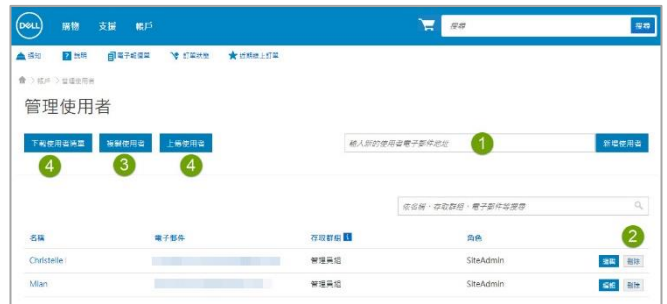 DELL 購物 支援 帳戶 搜尋 搜尋
通知 說明 電子報價單 訂單狀態 近期線上訂單
帳戶 管理使用者
管理使用者
下載使用者清單 複製使用者 上傳使用者 輸入新的使用者電子郵件地址 1 新增使用者
4 3 4
依名稱、存取群組、電子郵件等搜尋
2
名稱 電子郵件 存取群組 i 角色
Christelle 管理員組 SiteAdmin 編輯 刪除
Mian 管理員組 SiteAdmin 編輯 刪除